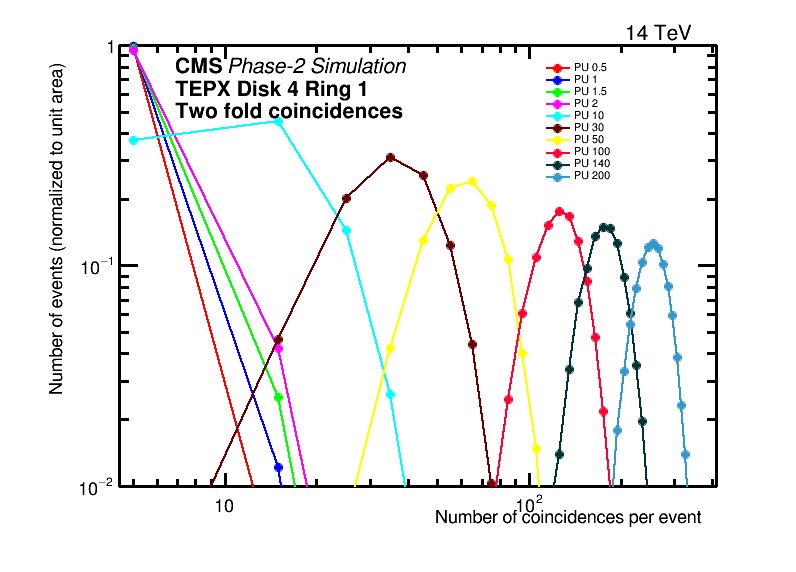 14 TeV
CMS Phase-2 Simulation
TEPX Disk 4 Ring 1
Two fold coincidences
PU 0.5
PU 1
PU 1.5
PU 2
PU 10
PU 30
PU 50
PU 100
PU 140
PU 200
Number of events (normalized to unit area)
1
10⁻¹
10⁻²
10
10²
Number of coincidences per event